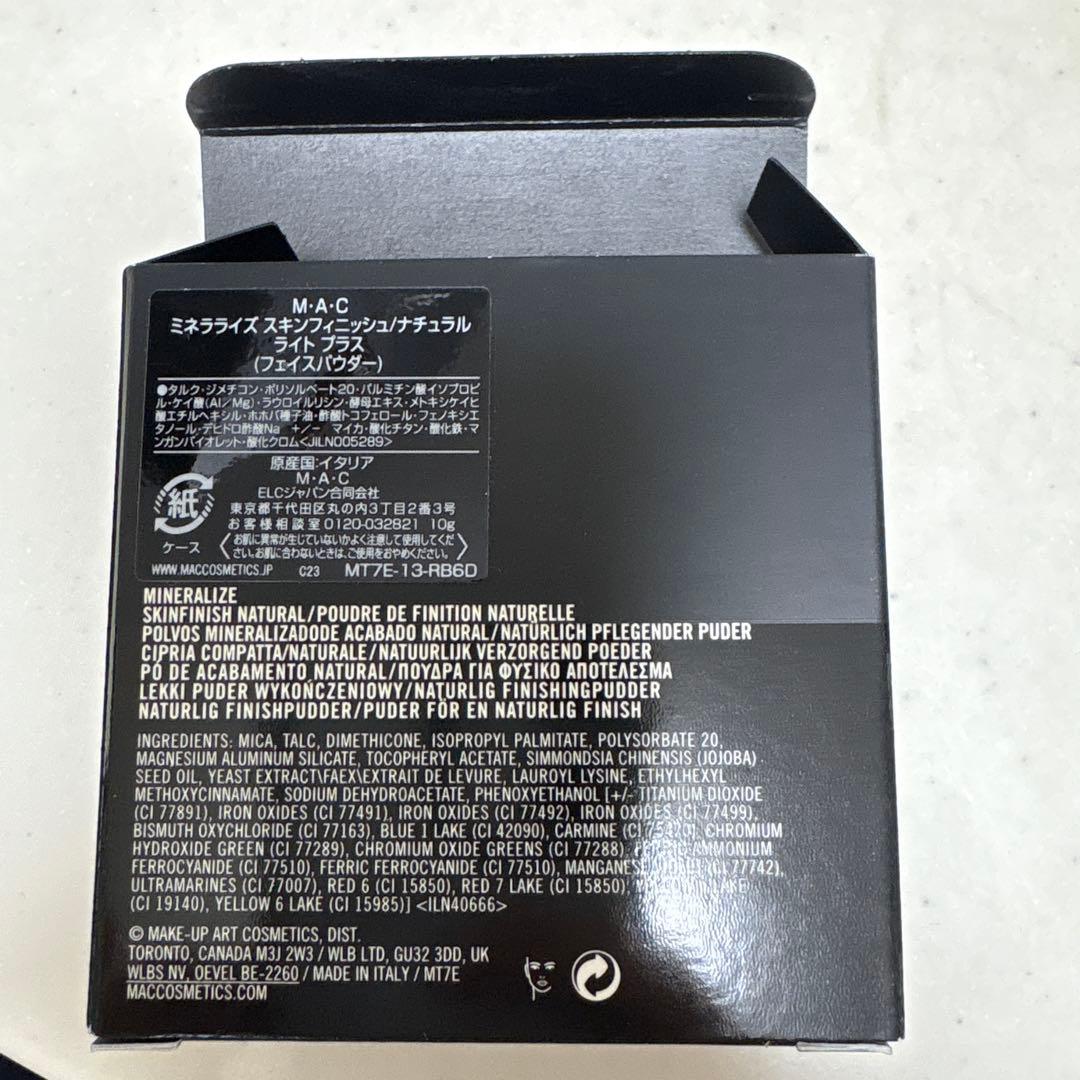 M·A·C
ミネラライズ スキンフィニッシュ/ナチュラル
ライト プラス
(フェイスパウダー)
●タルク・ジメチコン・ポリソルベート20・パルミチン酸イソプロピ
ル・ケイ酸(Al/Mg)・ラウロイルリシン・酵母エキス・メトキシケイヒ
酸エチルヘキシル・ホホバ種子油・酢酸トコフェロール・フェノキシエ
タノール・デヒドロ酢酸Na +/− マイカ・酸化チタン・酸化鉄・マ
ンガンバイオレット・酸化クロム<JILN005289>
原産国:イタリア
M·A·C
ELCジャパン合同会社
東京都千代田区丸の内3丁目2番3号
お客様相談室0120-032821 10g
紙
ケース
お肌に異常が生じていないかよく注意して使用してくだ
さい。お肌に合わないときは、ご使用をおやめください。
WWW.MACCOSMETICS.JP C23 MT7E-13-RB6D
MINERALIZE
SKINFINISH NATURAL/POUDRE DE FINITION NATURELLE
POLVOS MINERALIZADODE ACABADO NATURAL/NATÜRLICH PFLEGENDER PUDER
CIPRIA COMPATTA/NATURALE/NATUURLIJK VERZORGEND POEDER
PÓ DE ACABAMENTO NATURAL/ΠΟΥΔΡΑ ΓΙΑ ΦΥΣΙΚΟ ΑΠΟΤΕΛΕΣΜΑ
LEKKI PUDER WYKOŃCZENIOWY/NATURLIG FINISHINGPUDDER
NATURLIG FINISHPUDDER/PUDER FÖR EN NATURLIG FINISH
INGREDIENTS: MICA, TALC, DIMETHICONE, ISOPROPYL PALMITATE, POLYSORBATE 20,
MAGNESIUM ALUMINUM SILICATE, TOCOPHERYL ACETATE, SIMMONDSIA CHINENSIS (JOJOBA)
SEED OIL, YEAST EXTRACT\FAEX\EXTRAIT DE LEVURE, LAUROYL LYSINE, ETHYLHEXYL
METHOXYCINNAMATE, SODIUM DEHYDROACETATE, PHENOXYETHANOL [+/- TITANIUM DIOXIDE
(CI 77891), IRON OXIDES (CI 77491), IRON OXIDES (CI 77492), IRON OXIDES (CI 77499),
BISMUTH OXYCHLORIDE (CI 77163), BLUE 1 LAKE (CI 42090), CARMINE (CI 75470), CHROMIUM
HYDROXIDE GREEN (CI 77289), CHROMIUM OXIDE GREENS (CI 77288), AMMONIUM
FERROCYANIDE (CI 77510), FERRIC FERROCYANIDE (CI 77510), MANGANESE (CI 77742),
ULTRAMARINES (CI 77007), RED 6 (CI 15850), RED 7 LAKE (CI 15850), LAKE
(CI 19140), YELLOW 6 LAKE (CI 15985)] <ILN40666>
© MAKE-UP ART COSMETICS, DIST.
TORONTO, CANADA M3J 2W3 / WLB LTD, GU32 3DD, UK
WLBS NV, OEVEL BE-2260 / MADE IN ITALY / MT7E
MACCOSMETICS.COM